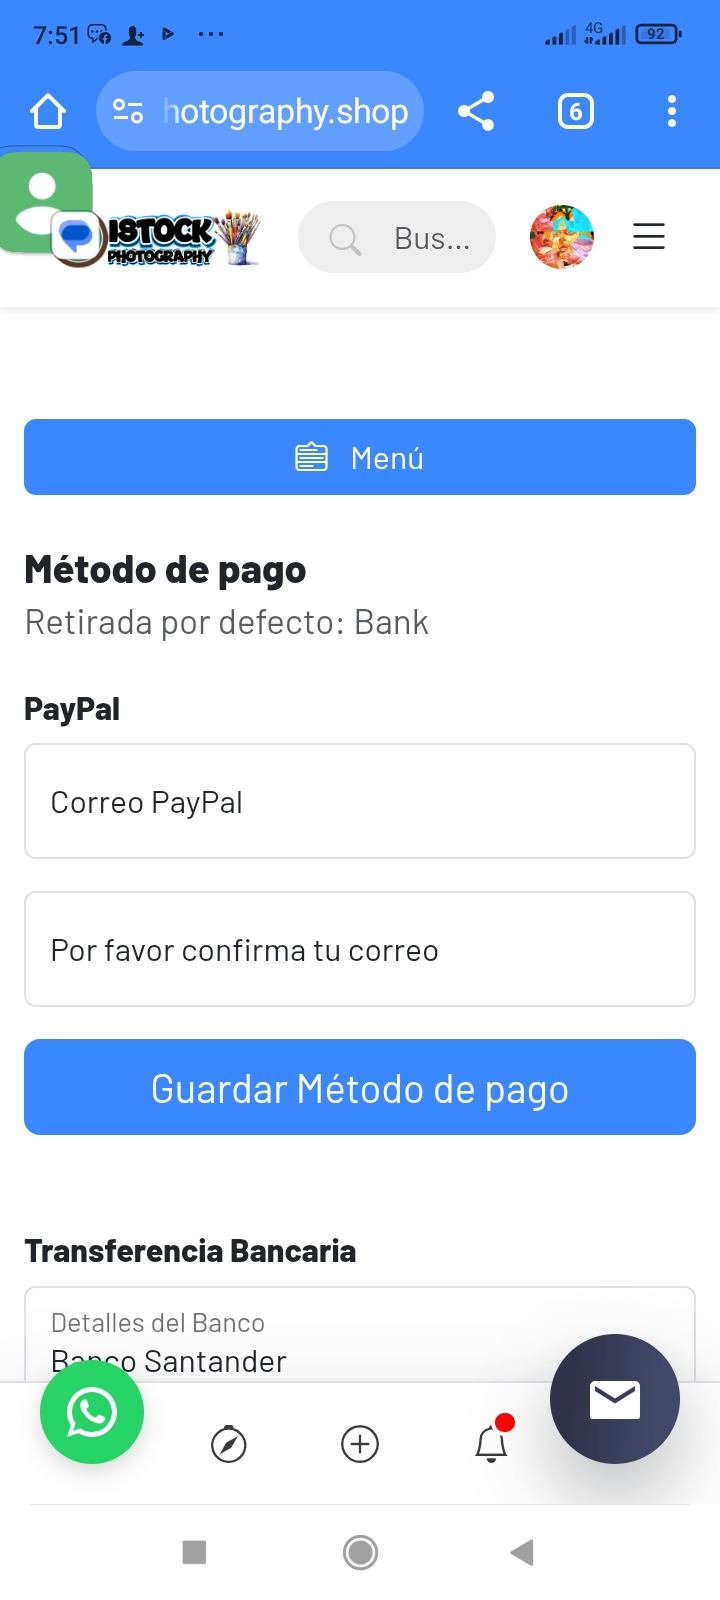 7:51
4G
92
hotography.shop
6
ISTOCK
PHOTOGRAPHY
Bus...
Menú
Método de pago
Retirada por defecto: Bank
PayPal
Correo PayPal
Por favor confirma tu correo
Guardar Método de pago
Transferencia Bancaria
Detalles del Banco
Banco Santander